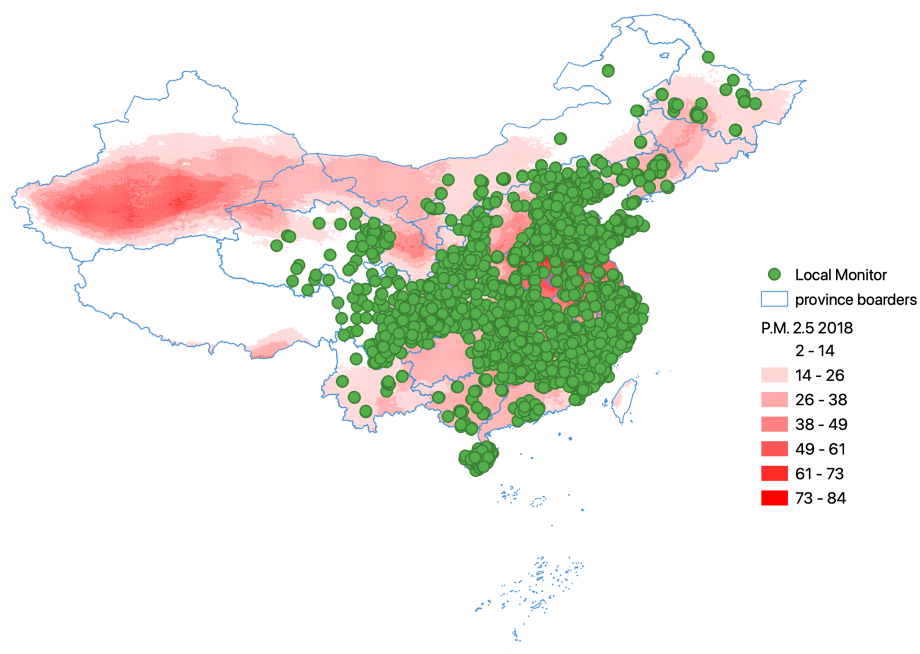 Local Monitor
province boarders
P.M. 2.5 2018
2 - 14
14 - 26
26 - 38
38 - 49
49 - 61
61 - 73
73 - 84